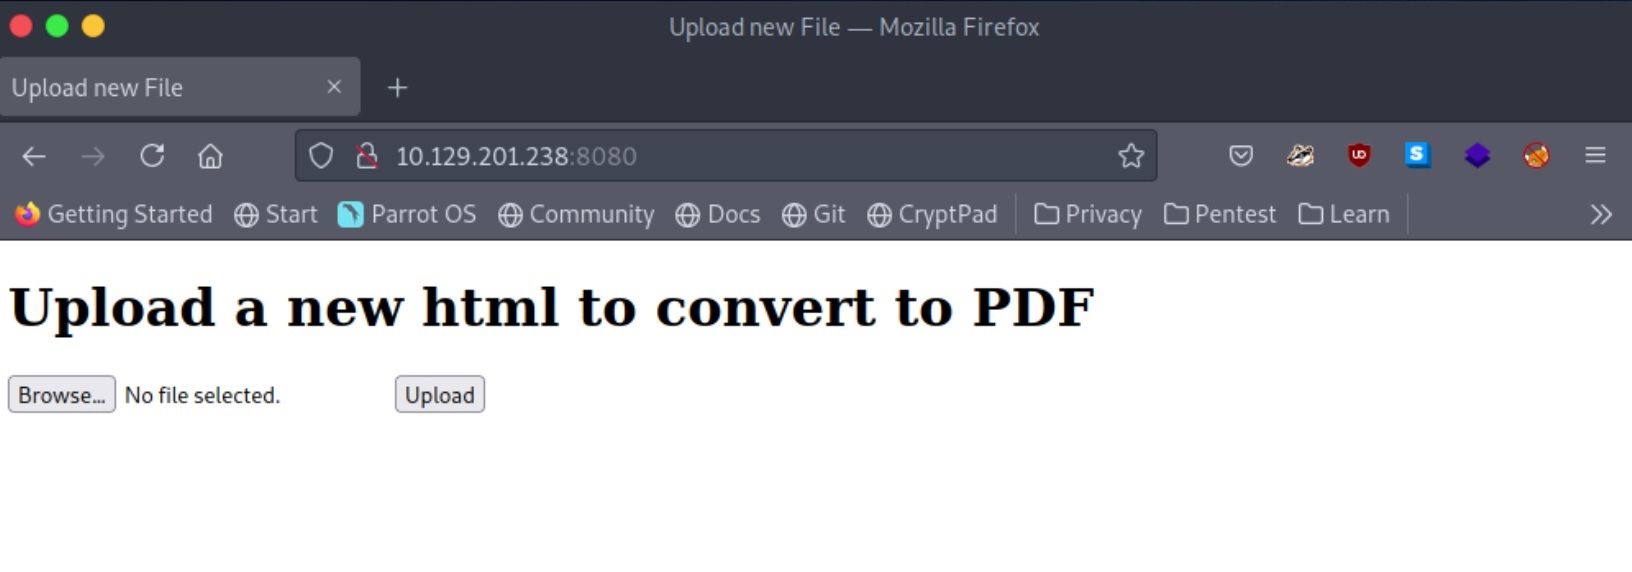 Upload new File — Mozilla Firefox
Upload new File
10.129.201.238:8080
Getting Started Start Parrot OS Community Docs Git CryptPad Privacy Pentest Learn
Upload a new html to convert to PDF
Browse... No file selected. Upload